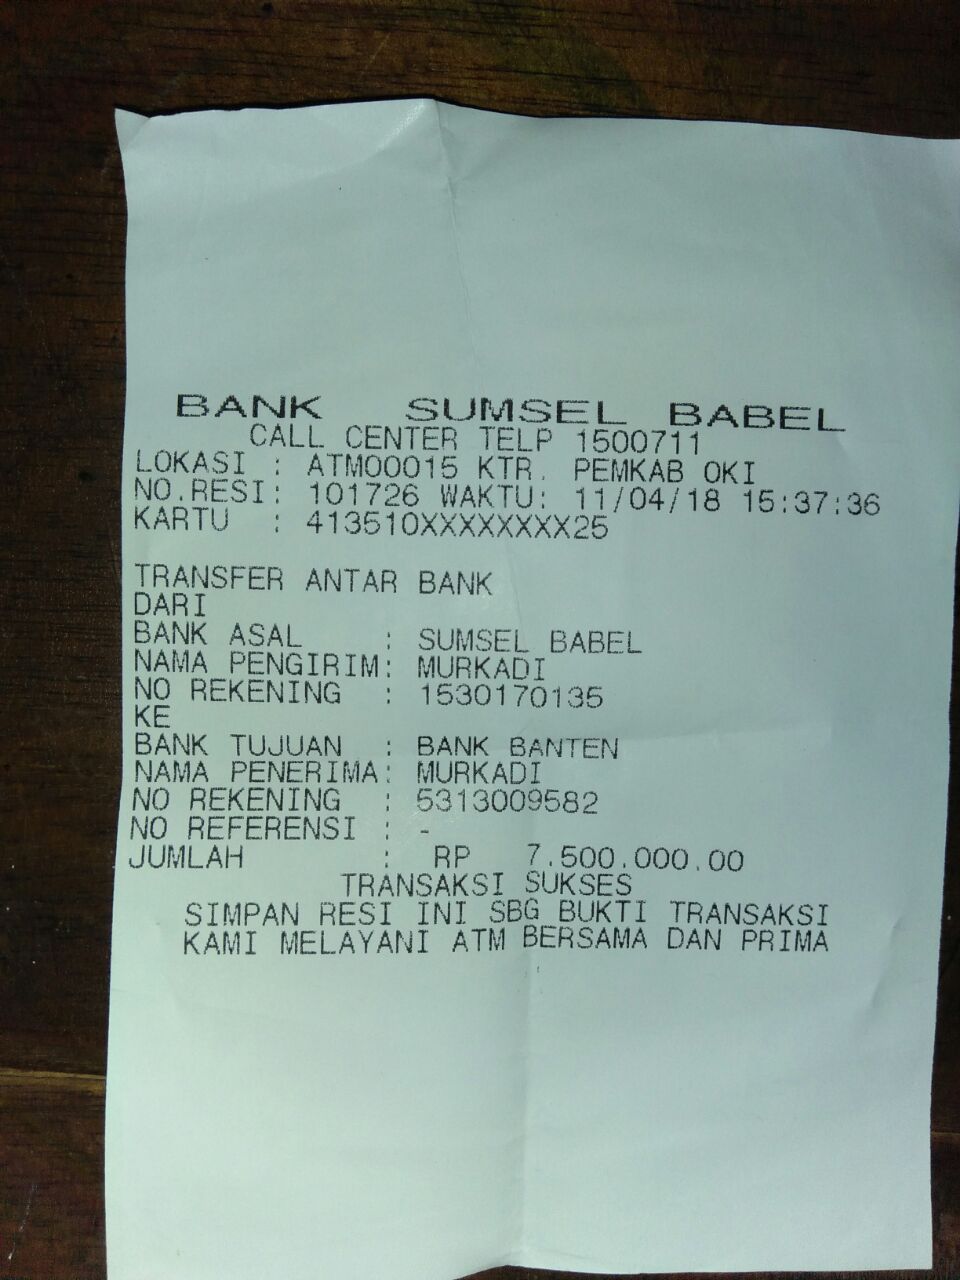 BANK SUMSEL BABEL
CALL CENTER TELP 1500711
LOKASI : ATM00015 KTR. PEMKAB OKI
NO.RESI: 101726 WAKTU: 11/04/18 15:37:36
KARTU : 413510XXXXXXXX25
TRANSFER ANTAR BANK
DARI
BANK ASAL : SUMSEL BABEL
NAMA PENGIRIM: MURKADI
NO REKENING : 1530170135
KE
BANK TUJUAN : BANK BANTEN
NAMA PENERIMA: MURKADI
NO REKENING : 5313009582
NO REFERENSI : -
JUMLAH : RP 7.500.000.00
TRANSAKSI SUKSES
SIMPAN RESI INI SBG BUKTI TRANSAKSI
KAMI MELAYANI ATM BERSAMA DAN PRIMA